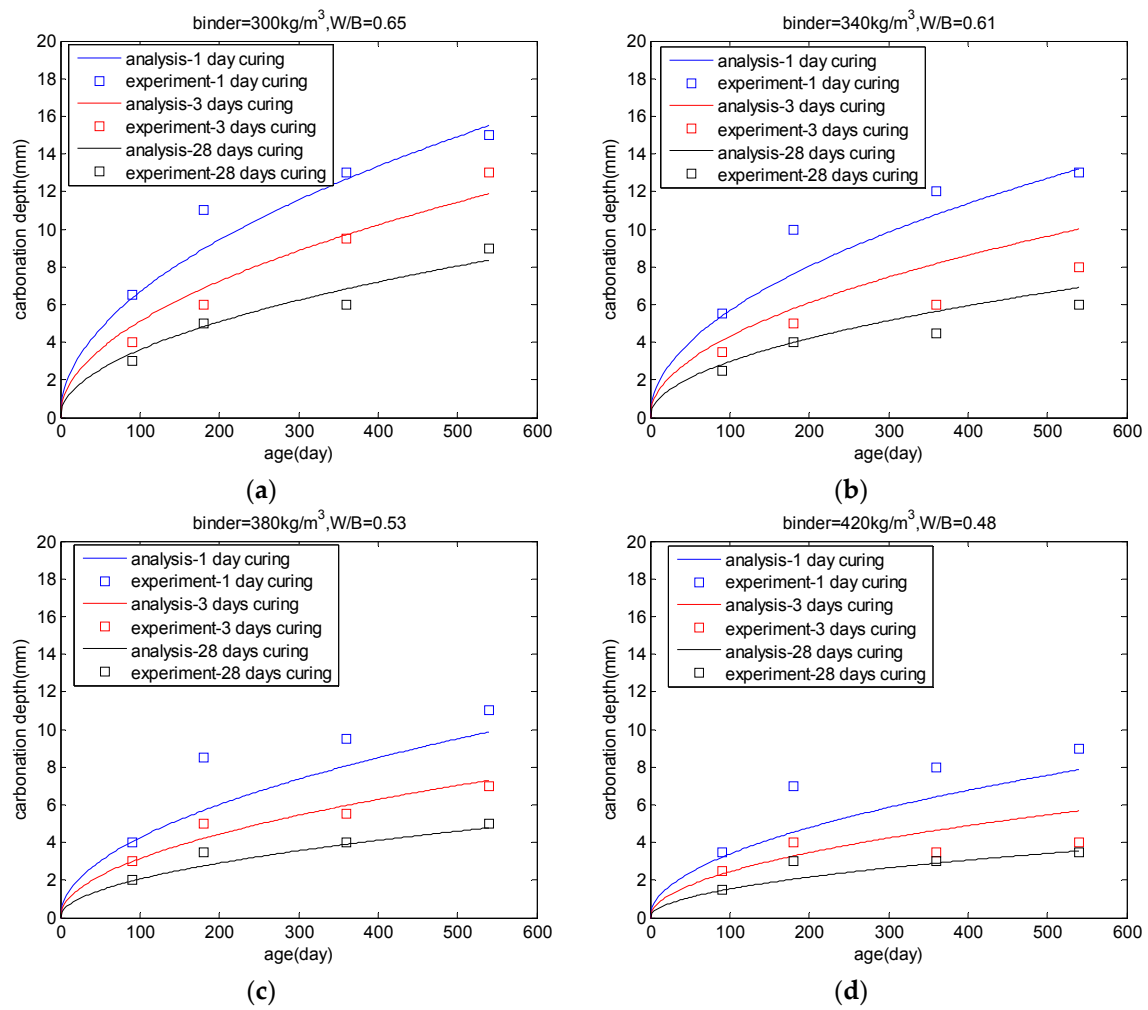 binder=300kg/m³,W/B=0.65
20
18
16
14
12
10
8
6
4
2
0
carbonation depth(mm)
analysis-1 day curing
experiment-1 day curing
analysis-3 days curing
experiment-3 days curing
analysis-28 days curing
experiment-28 days curing
0 100 200 300 400 500 600
age(day)
(a)
binder=340kg/m³,W/B=0.61
20
18
16
14
12
10
8
6
4
2
0
carbonation depth(mm)
analysis-1 day curing
experiment-1 day curing
analysis-3 days curing
experiment-3 days curing
analysis-28 days curing
experiment-28 days curing
0 100 200 300 400 500 600
age(day)
(b)
binder=380kg/m³,W/B=0.53
20
18
16
14
12
10
8
6
4
2
0
carbonation depth(mm)
analysis-1 day curing
experiment-1 day curing
analysis-3 days curing
experiment-3 days curing
analysis-28 days curing
experiment-28 days curing
0 100 200 300 400 500 600
age(day)
(c)
binder=420kg/m³,W/B=0.48
20
18
16
14
12
10
8
6
4
2
0
carbonation depth(mm)
analysis-1 day curing
experiment-1 day curing
analysis-3 days curing
experiment-3 days curing
analysis-28 days curing
experiment-28 days curing
0 100 200 300 400 500 600
age(day)
(d)